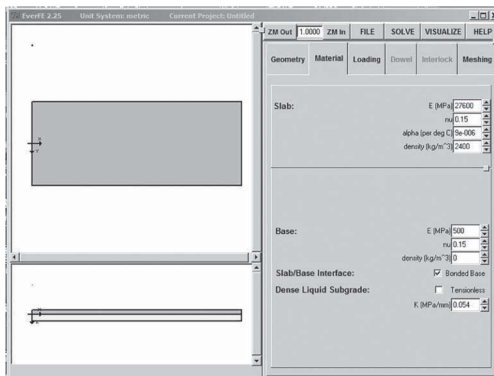 EverFE 2.25 Unit System: metric Current Project: Untitled
ZM Out 1.0000 ZM In FILE SOLVE VISUALIZE HELP
Geometry Material Loading Dowel Interlock Meshing
Slab: E (MPa) 27600
nu 0.15
alpha (per deg C) 9e-006
density (kg/m^3) 2400
Base: E (MPa) 500
nu 0.15
density (kg/m^3) 0
Slab/Base Interface: Bonded Base
Dense Liquid Subgrade: Tensionless
K (MPa/mm) 0.054